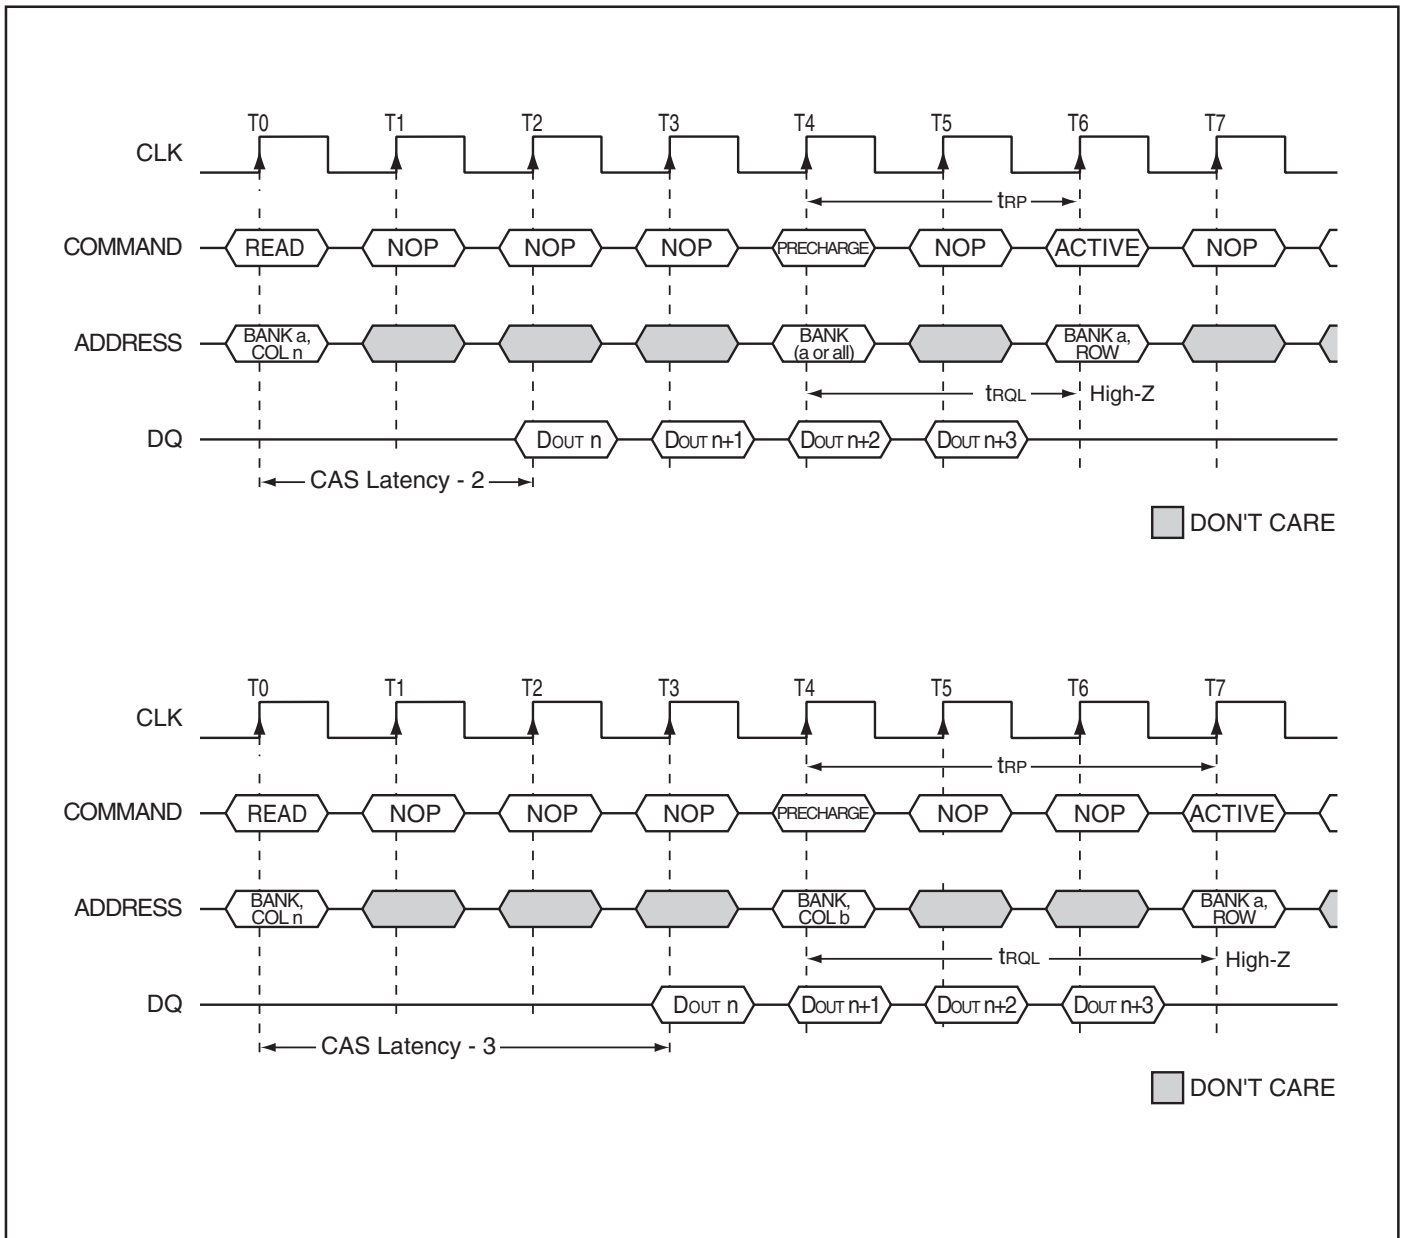 T0 T1 T2 T3 T4 T5 T6 T7
CLK
tRP
COMMAND READ NOP NOP NOP PRECHARGE NOP ACTIVE NOP
ADDRESS BANK a, COL n BANK (a or all) BANK a, ROW
tRQL High-Z
DQ DOUT n DOUT n+1 DOUT n+2 DOUT n+3
CAS Latency - 2
DON'T CARE
T0 T1 T2 T3 T4 T5 T6 T7
CLK
tRP
COMMAND READ NOP NOP NOP PRECHARGE NOP NOP ACTIVE
ADDRESS BANK, COL n BANK, COL b BANK a, ROW
tRQL High-Z
DQ DOUT n DOUT n+1 DOUT n+2 DOUT n+3
CAS Latency - 3
DON'T CARE